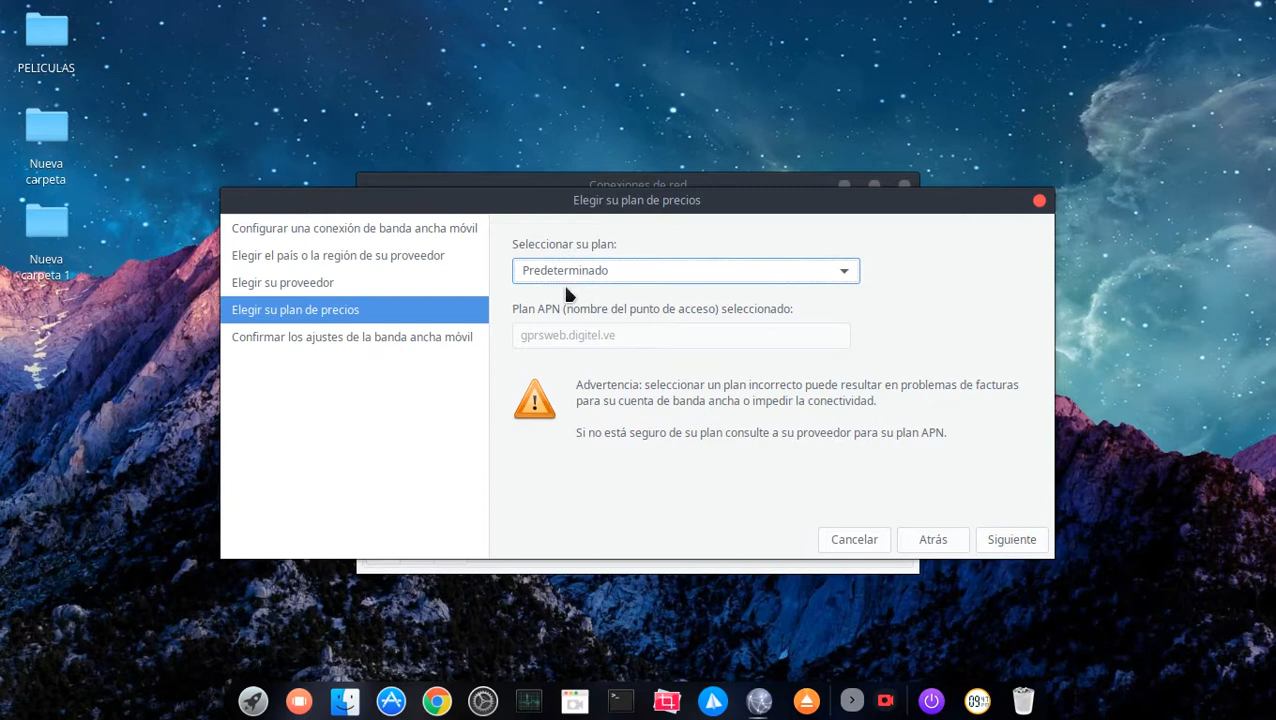 PELICULAS
Nueva
carpeta
Nueva
carpeta 1
Conexiones de red
Elegir su plan de precios
Configurar una conexión de banda ancha móvil
Elegir el país o la región de su proveedor
Elegir su proveedor
Elegir su plan de precios
Confirmar los ajustes de la banda ancha móvil
Seleccionar su plan:
Predeterminado
Plan APN (nombre del punto de acceso) seleccionado:
gprsweb.digitel.ve
Advertencia: seleccionar un plan incorrecto puede resultar en problemas de facturas
para su cuenta de banda ancha o impedir la conectividad.
Si no está seguro de su plan consulte a su proveedor para su plan APN.
Cancelar
Atrás
Siguiente